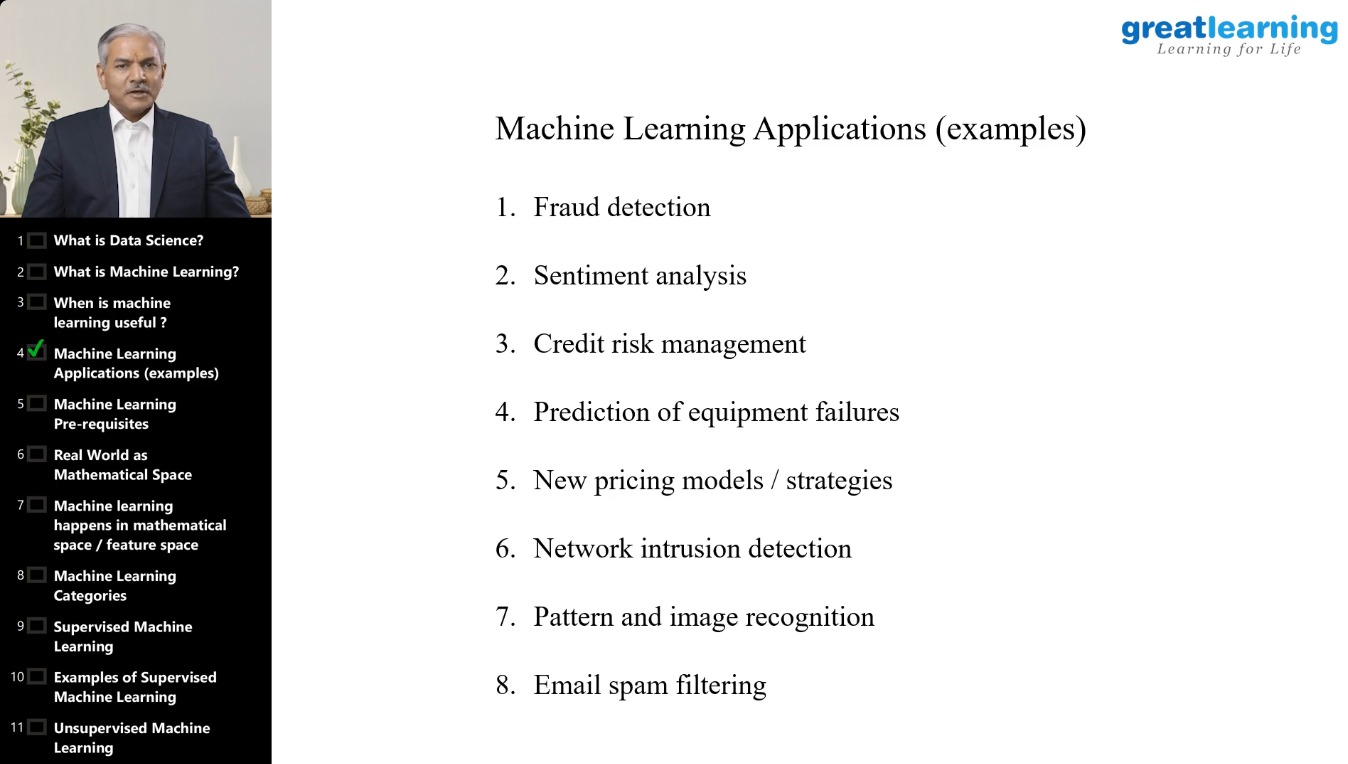 greatlearning
Learning for Life
Machine Learning Applications (examples)
1. Fraud detection
2. Sentiment analysis
3. Credit risk management
4. Prediction of equipment failures
5. New pricing models / strategies
6. Network intrusion detection
7. Pattern and image recognition
8. Email spam filtering
1 What is Data Science?
2 What is Machine Learning?
3 When is machine
learning useful ?
4 Machine Learning
Applications (examples)
5 Machine Learning
Pre-requisites
6 Real World as
Mathematical Space
7 Machine learning
happens in mathematical
space / feature space
8 Machine Learning
Categories
9 Supervised Machine
Learning
10 Examples of Supervised
Machine Learning
11 Unsupervised Machine
Learning